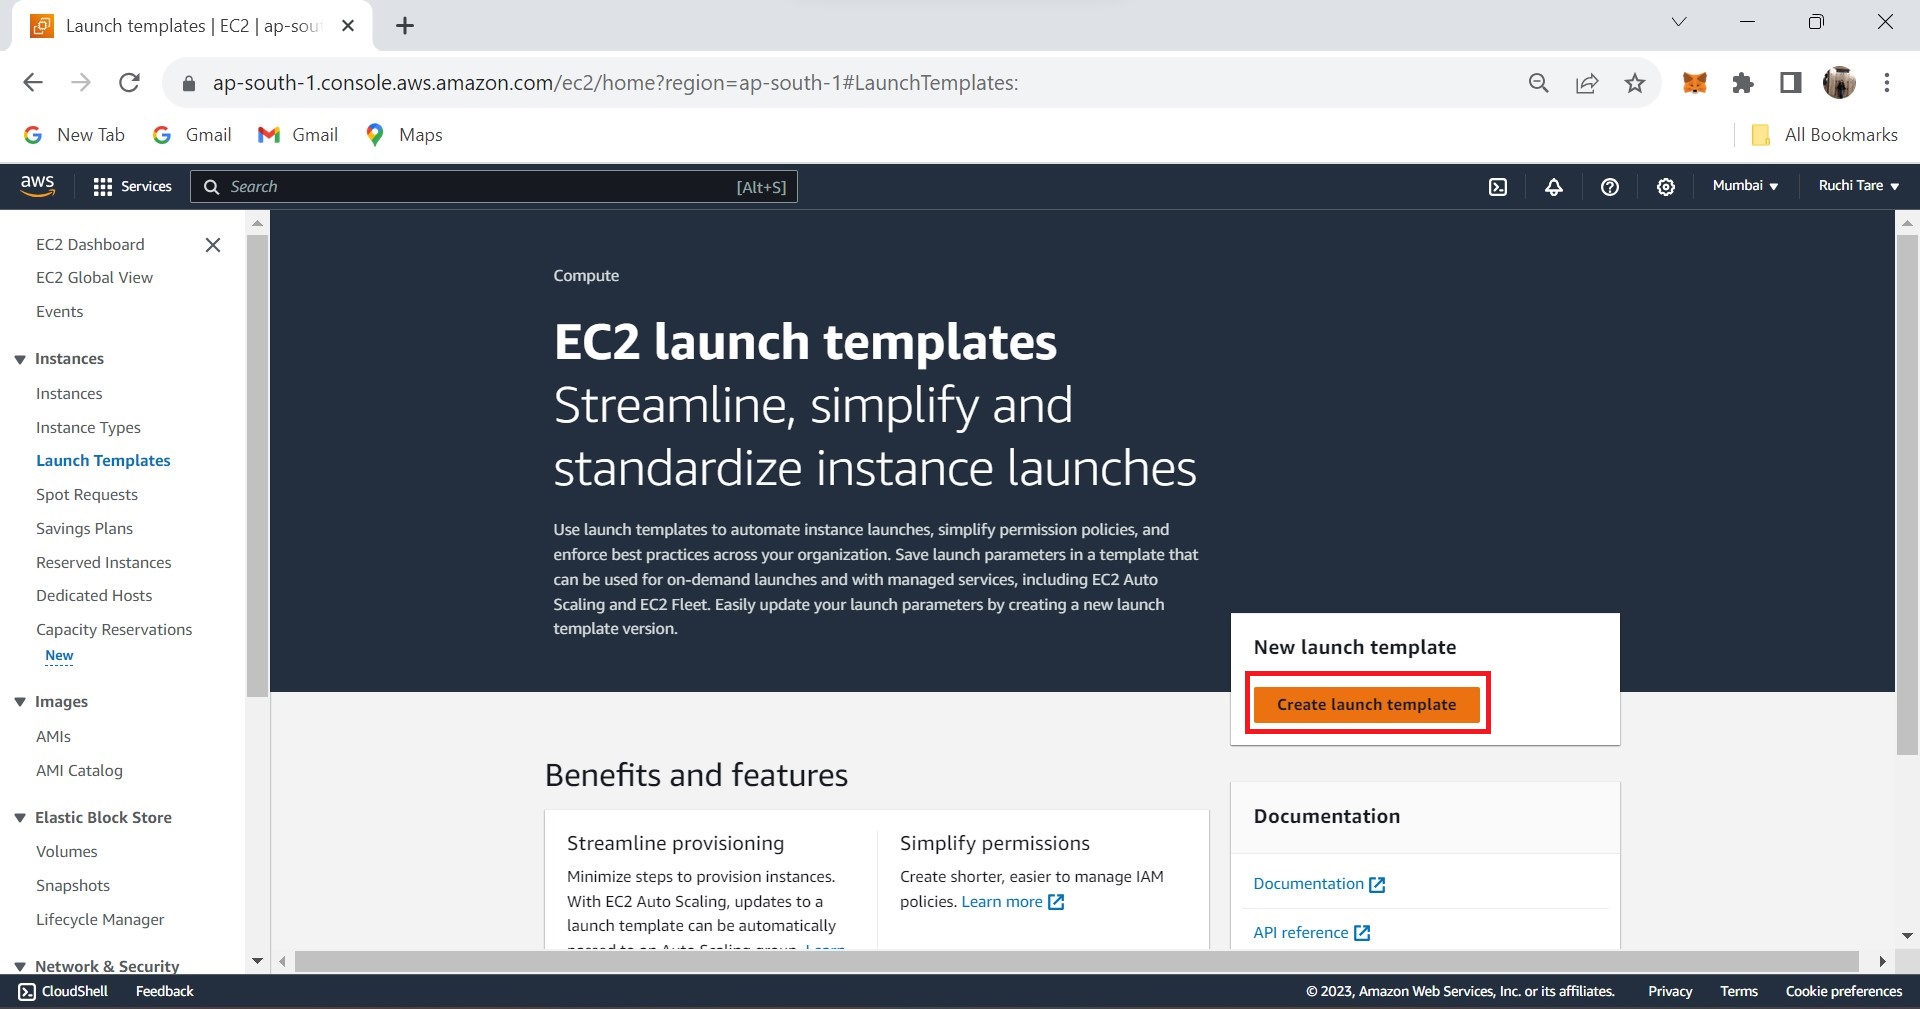 Launch templates | EC2 | ap-sou
ap-south-1.console.aws.amazon.com/ec2/home?region=ap-south-1#LaunchTemplates:
New Tab
Gmail
Gmail
Maps
All Bookmarks
aws
Services
Search
[Alt+S]
Mumbai
Ruchi Tare
EC2 Dashboard
EC2 Global View
Events
Instances
Instances
Instance Types
Launch Templates
Spot Requests
Savings Plans
Reserved Instances
Dedicated Hosts
Capacity Reservations
New
Images
AMIs
AMI Catalog
Elastic Block Store
Volumes
Snapshots
Lifecycle Manager
Network & Security
Compute
EC2 launch templates
Streamline, simplify and
standardize instance launches
Use launch templates to automate instance launches, simplify permission policies, and
enforce best practices across your organization. Save launch parameters in a template that
can be used for on-demand launches and with managed services, including EC2 Auto
Scaling and EC2 Fleet. Easily update your launch parameters by creating a new launch
template version.
New launch template
Create launch template
Benefits and features
Streamline provisioning
Minimize steps to provision instances.
With EC2 Auto Scaling, updates to a
launch template can be automatically
passed to an Auto Scaling group. Learn
Simplify permissions
Create shorter, easier to manage IAM
policies. Learn more
Documentation
Documentation
API reference
CloudShell
Feedback
© 2023, Amazon Web Services, Inc. or its affiliates.
Privacy
Terms
Cookie preferences